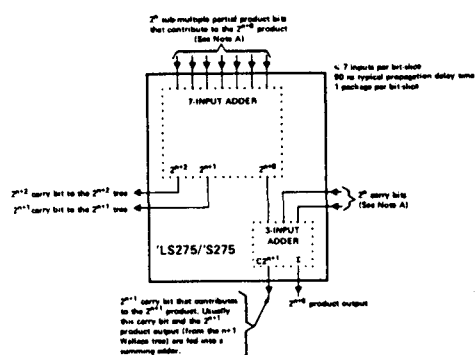 2ⁿ sub-multiple partial product bits
that contribute to the 2ⁿ⁺⁰ product
(See Note A)
≤ 7 inputs per bit-slice
90 ns typical propagation delay time
1 package per bit-slice
7-INPUT ADDER
2ⁿ⁺² 2ⁿ⁺¹ 2ⁿ⁺⁰
2ⁿ⁺² carry bit to the 2ⁿ⁺² tree
2ⁿ⁺¹ carry bit to the 2ⁿ⁺¹ tree
2ⁿ carry bits
(See Note A)
3-INPUT
ADDER
'LS275/'S275
C2ⁿ⁺¹ Σ
2ⁿ⁺¹ carry bit that contributes
to the 2ⁿ⁺¹ product. Usually
this carry bit and the 2ⁿ⁺¹
product output (from the n+1
Wallace tree) are fed into a
summing adder.
2ⁿ⁺⁰ product output